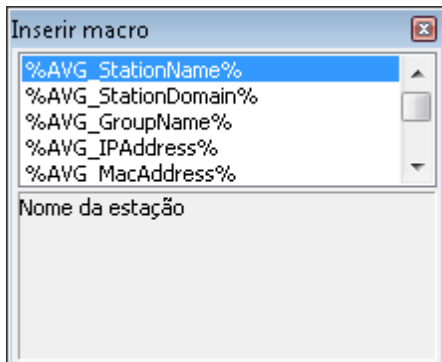 Inserir macro
%AVG_StationName%
%AVG_StationDomain%
%AVG_GroupName%
%AVG_IPAddress%
%AVG_MacAddress%
Nome da estação